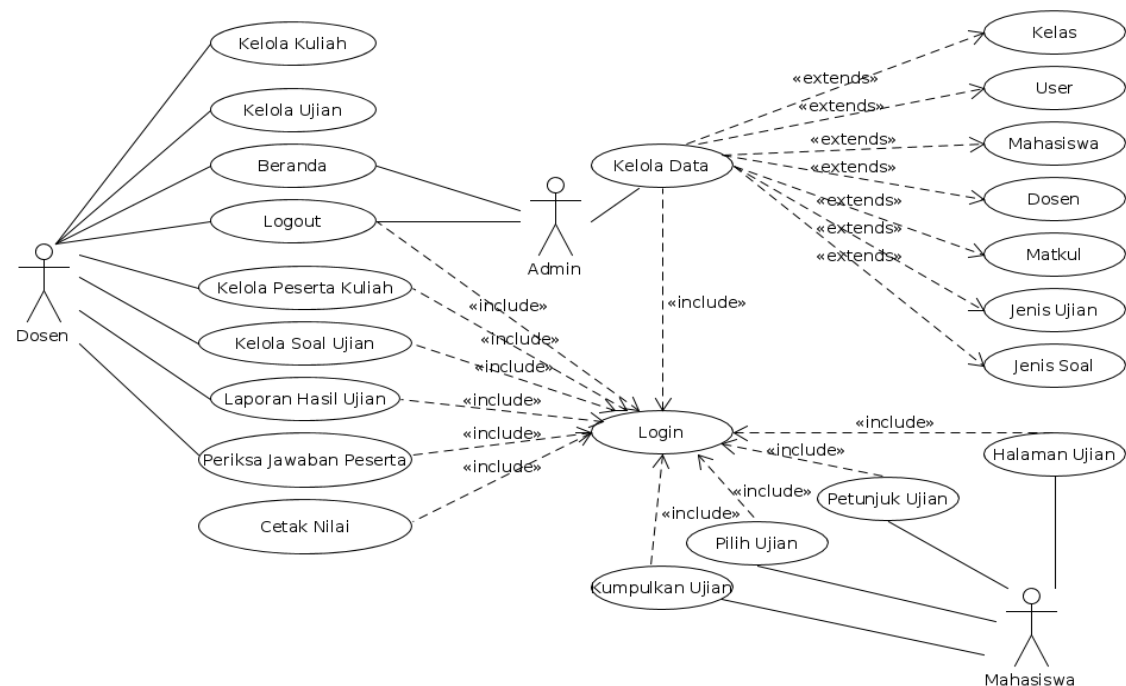 Kelola Kuliah
Kelola Ujian
Beranda
Logout
Kelola Peserta Kuliah
Kelola Soal Ujian
Laporan Hasil Ujian
Periksa Jawaban Peserta
Cetak Nilai
Dosen
Admin
Kelola Data
«extends»
«extends»
«extends»
«extends»
«extends»
«extends»
«extends»
Kelas
User
Mahasiswa
Dosen
Matkul
Jenis Ujian
Jenis Soal
«include»
«include»
«include»
«include»
«include»
«include»
«include»
Login
«include»
«include»
«include»
«include»
Halaman Ujian
Petunjuk Ujian
Pilih Ujian
Kumpulkan Ujian
Mahasiswa